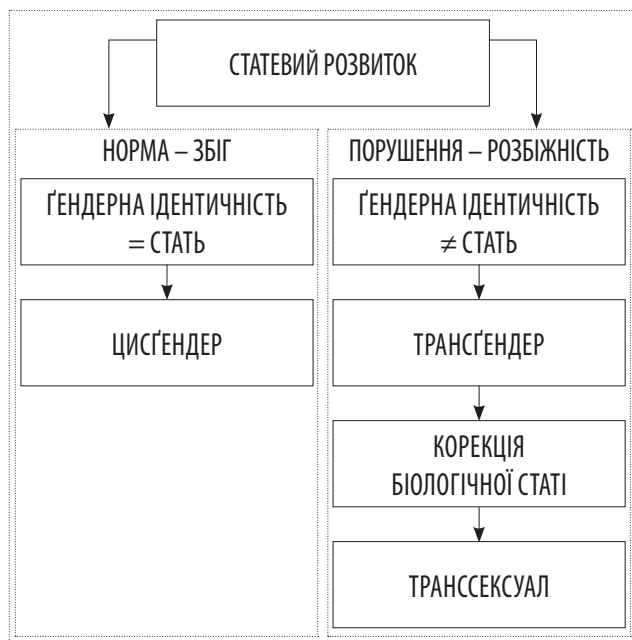 СТАТЕВИЙ РОЗВИТОК
НОРМА – ЗБІГ
ҐЕНДЕРНА ІДЕНТИЧНІСТЬ
= СТАТЬ
ЦИСҐЕНДЕР
ПОРУШЕННЯ – РОЗБІЖНІСТЬ
ҐЕНДЕРНА ІДЕНТИЧНІСТЬ
≠ СТАТЬ
ТРАНСҐЕНДЕР
КОРЕКЦІЯ
БІОЛОГІЧНОЇ СТАТІ
ТРАНССЕКСУАЛ